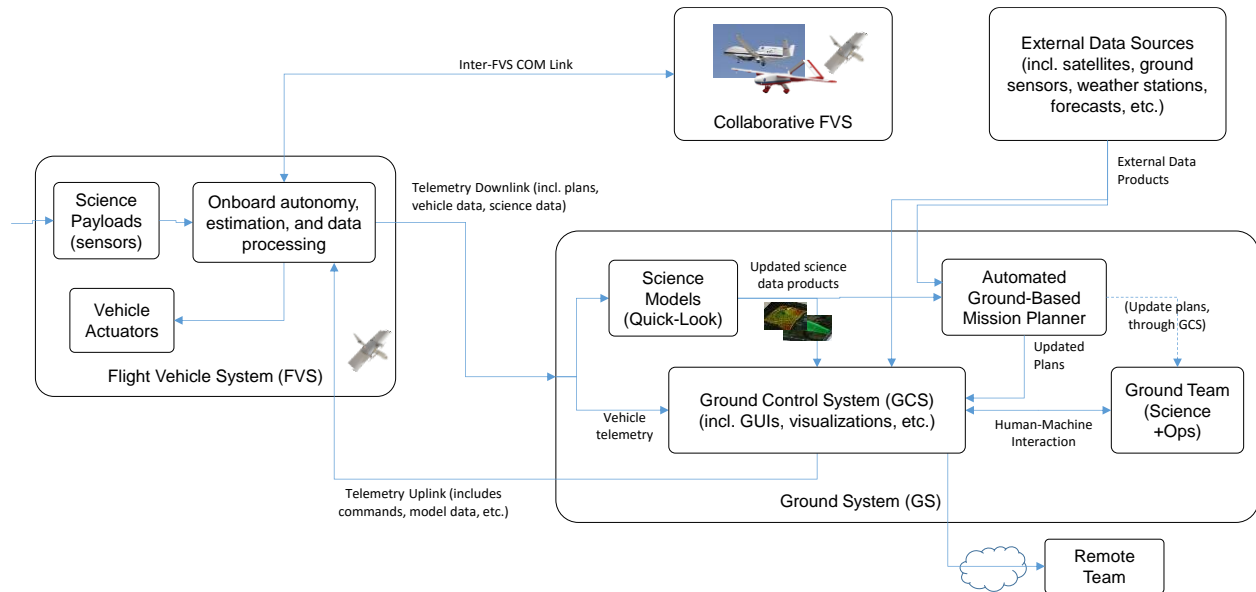 Inter-FVS COM Link
Collaborative FVS
External Data Sources
(incl. satellites, ground
sensors, weather stations,
forecasts, etc.)
External Data
Products
Science
Payloads
(sensors)
Onboard autonomy,
estimation, and data
processing
Vehicle
Actuators
Flight Vehicle System (FVS)
Telemetry Downlink (incl. plans,
vehicle data, science data)
Science
Models
(Quick-Look)
Updated science
data products
Automated
Ground-Based
Mission Planner
(Update plans,
through GCS)
Updated
Plans
Vehicle
telemetry
Ground Control System (GCS)
(incl. GUIs, visualizations, etc.)
Human-Machine
Interaction
Ground Team
(Science
+Ops)
Telemetry Uplink (includes
commands, model data, etc.)
Ground System (GS)
Remote
Team